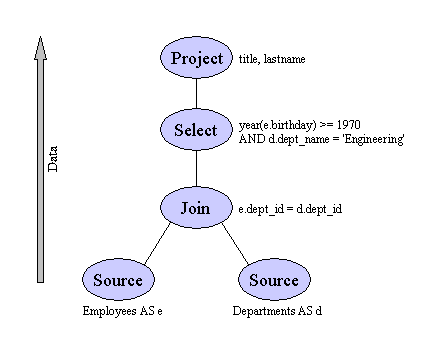 Project
title, lastname
Select
year(e.birthday) >= 1970
AND d.dept_name = 'Engineering'
Data
Join
e.dept_id = d.dept_id
Source
Source
Employees AS e
Departments AS d